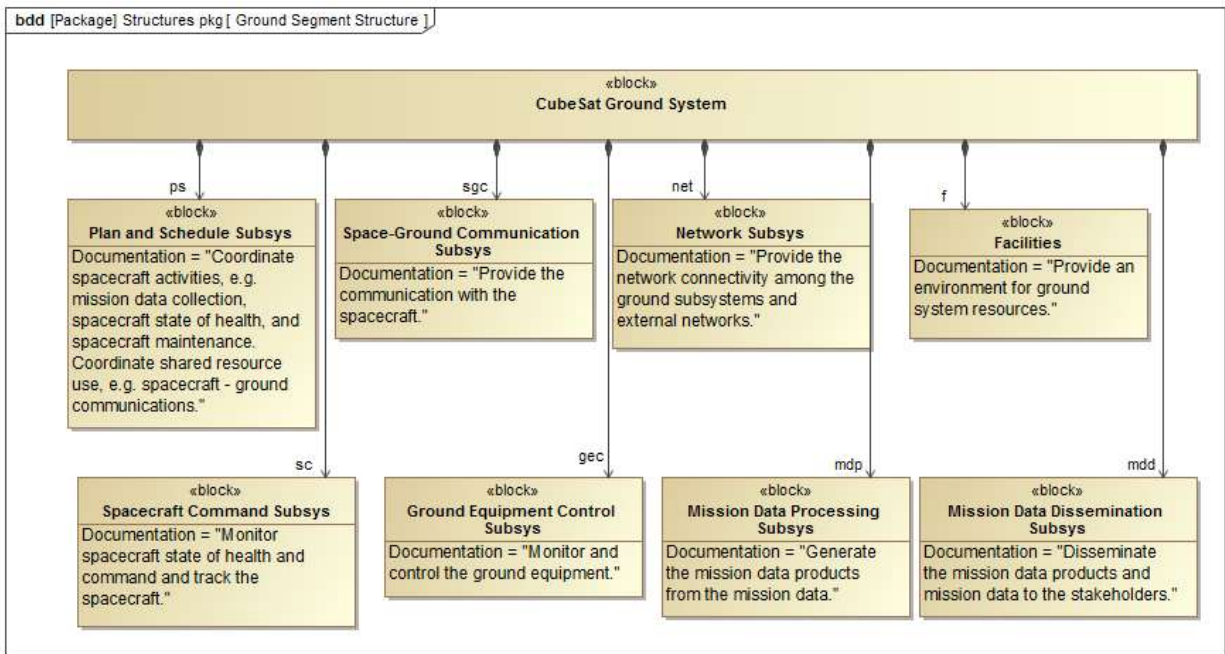 bdd [Package] Structures pkg [ Ground Segment Structure ]
«block»
CubeSat Ground System
ps
«block»
Plan and Schedule Subsys
Documentation = "Coordinate
spacecraft activities, e.g.
mission data collection,
spacecraft state of health, and
spacecraft maintenance.
Coordinate shared resource
use, e.g. spacecraft - ground
communications."
sgc
«block»
Space-Ground Communication
Subsys
Documentation = "Provide the
communication with the
spacecraft."
net
«block»
Network Subsys
Documentation = "Provide the
network connectivity among the
ground subsystems and
external networks."
f
«block»
Facilities
Documentation = "Provide an
environment for ground
system resources."
sc
«block»
Spacecraft Command Subsys
Documentation = "Monitor
spacecraft state of health and
command and track the
spacecraft."
gec
«block»
Ground Equipment Control
Subsys
Documentation = "Monitor and
control the ground equipment."
mdp
«block»
Mission Data Processing
Subsys
Documentation = "Generate
the mission data products
from the mission data."
mdd
«block»
Mission Data Dissemination
Subsys
Documentation = "Disseminate
the mission data products and
mission data to the stakeholders."